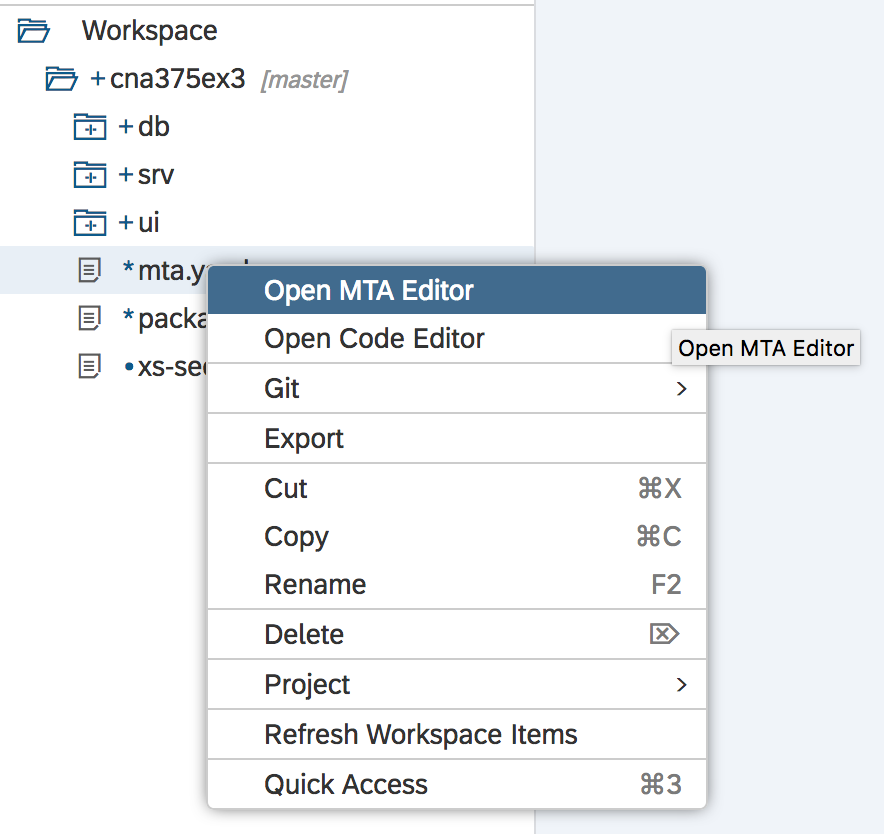 Workspace
+cna375ex3 [master]
+db
+srv
+ui
*mta.y
*packa
•xs-sec
Open MTA Editor
Open Code Editor
Open MTA Editor
Git >
Export
Cut ⌘X
Copy ⌘C
Rename F2
Delete ⌦
Project >
Refresh Workspace Items
Quick Access ⌘3